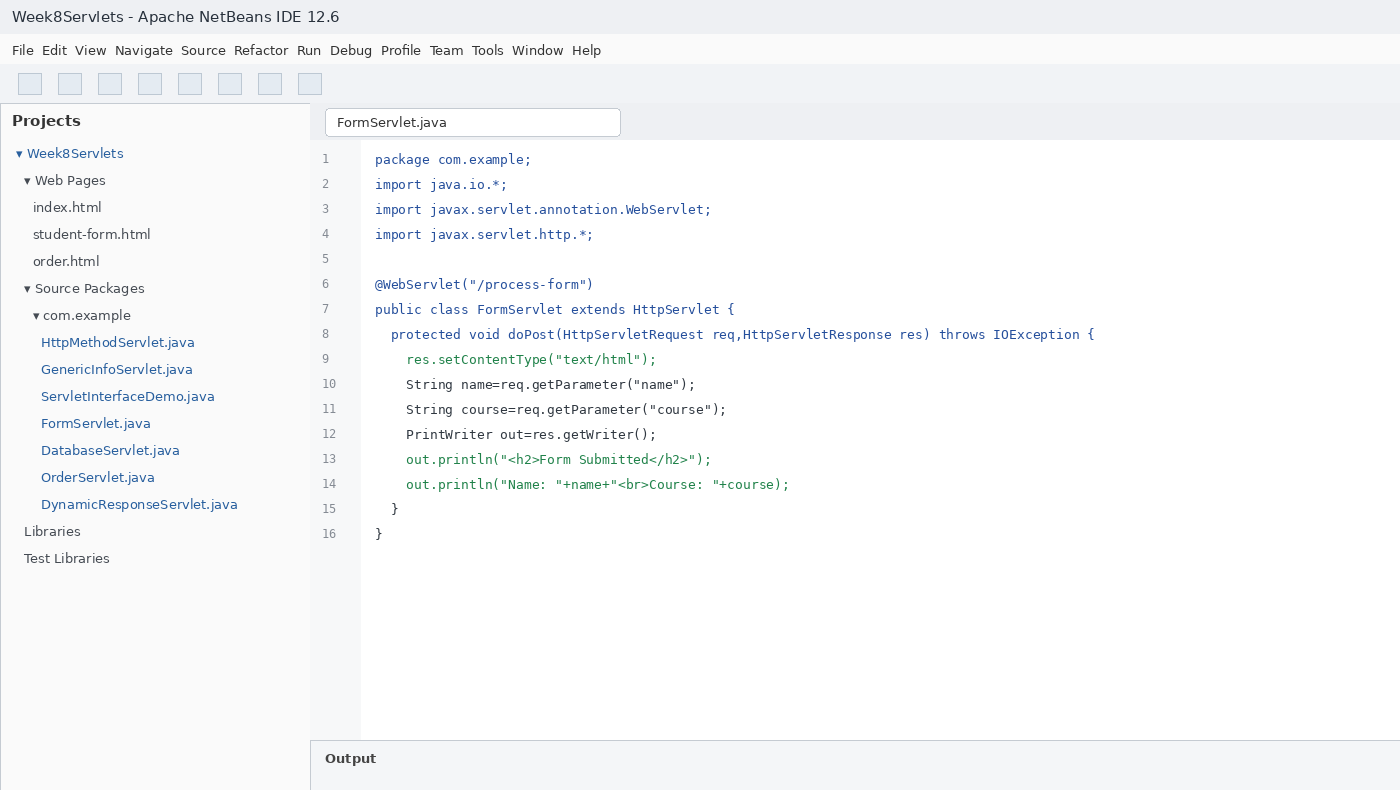 Week8Servlets - Apache NetBeans IDE 12.6
File Edit View Navigate Source Refactor Run Debug Profile Team Tools Window Help
Projects
▾ Week8Servlets
▾ Web Pages
index.html
student-form.html
order.html
▾ Source Packages
▾ com.example
HttpMethodServlet.java
GenericInfoServlet.java
ServletInterfaceDemo.java
FormServlet.java
DatabaseServlet.java
OrderServlet.java
DynamicResponseServlet.java
Libraries
Test Libraries
FormServlet.java
1 package com.example;
2 import java.io.*;
3 import javax.servlet.annotation.WebServlet;
4 import javax.servlet.http.*;
5
6 @WebServlet("/process-form")
7 public class FormServlet extends HttpServlet {
8   protected void doPost(HttpServletRequest req,HttpServletResponse res) throws IOException {
9     res.setContentType("text/html");
10     String name=req.getParameter("name");
11     String course=req.getParameter("course");
12     PrintWriter out=res.getWriter();
13     out.println("<h2>Form Submitted</h2>");
14     out.println("Name: "+name+"<br>Course: "+course);
15   }
16 }
Output